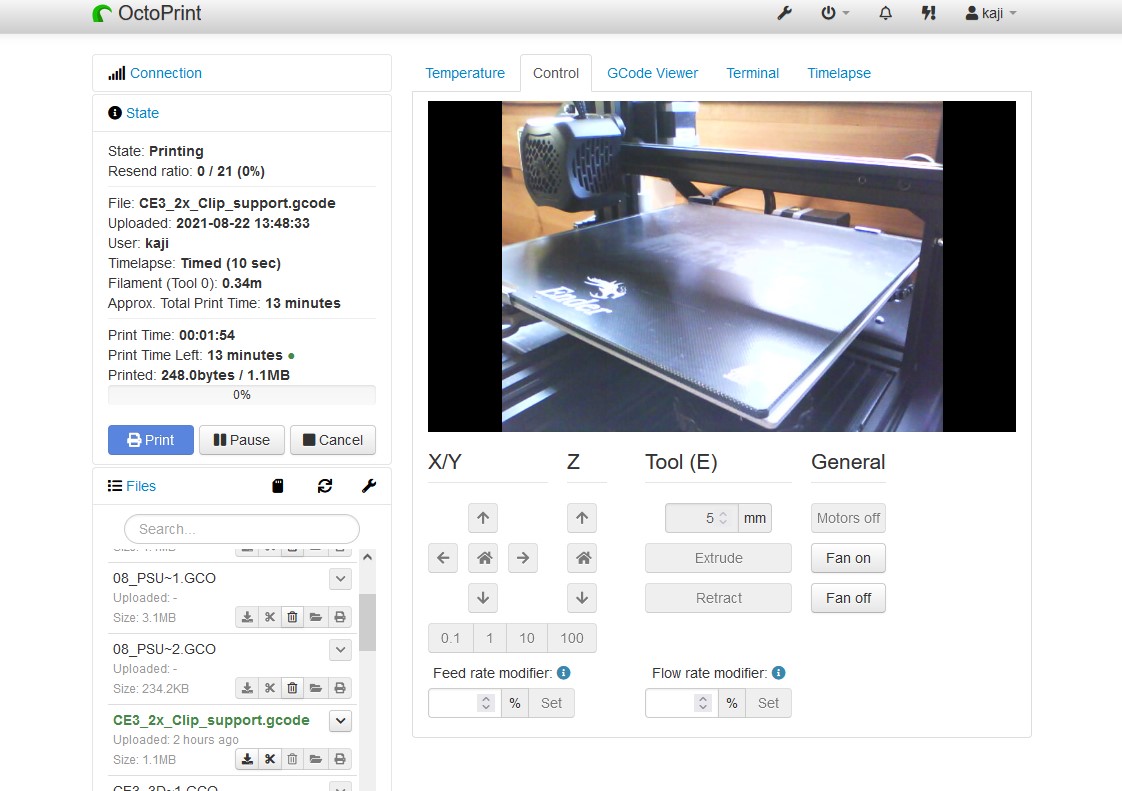 OctoPrint
kaji
Connection
State
State: Printing
Resend ratio: 0 / 21 (0%)
File: CE3_2x_Clip_support.gcode
Uploaded: 2021-08-22 13:48:33
User: kaji
Timelapse: Timed (10 sec)
Filament (Tool 0): 0.34m
Approx. Total Print Time: 13 minutes
Print Time: 00:01:54
Print Time Left: 13 minutes
Printed: 248.0bytes / 1.1MB
0%
Print Pause Cancel
Files
Search...
Size: 1.1MB
08_PSU~1.GCO
Uploaded: -
Size: 3.1MB
08_PSU~2.GCO
Uploaded: -
Size: 234.2KB
CE3_2x_Clip_support.gcode
Uploaded: 2 hours ago
Size: 1.1MB
CE3_3D~1.GCO
Temperature Control GCode Viewer Terminal Timelapse
Ender
X/Y Z Tool (E) General
5 mm Motors off
Extrude Fan on
Retract Fan off
0.1 1 10 100
Feed rate modifier: Flow rate modifier:
% Set % Set